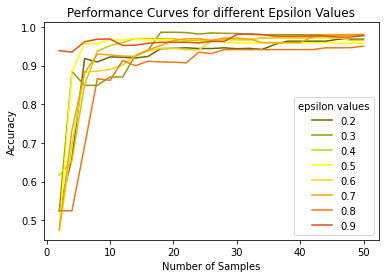 Performance Curves for different Epsilon Values
1.0
0.9
0.8
0.7
0.6
0.5
Accuracy
epsilon values
0.2
0.3
0.4
0.5
0.6
0.7
0.8
0.9
0 10 20 30 40 50
Number of Samples